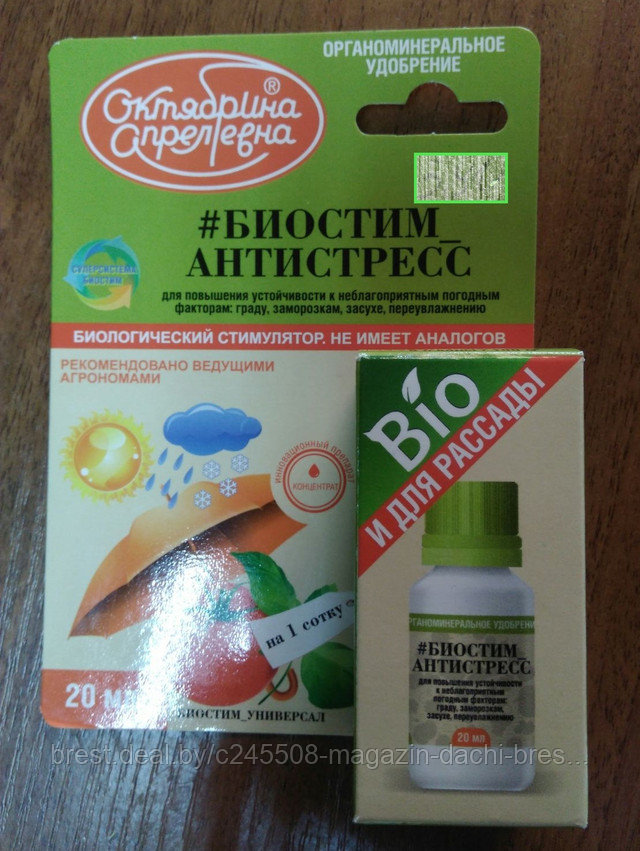 ОРГАНОМИНЕРАЛЬНОЕ
УДОБРЕНИЕ
Октябрина
Апрелевна
®
#БИОСТИМ_
АНТИСТРЕСС
СУПЕРСИСТЕМА
БИОСТИМ
для повышения устойчивости к неблагоприятным погодным
факторам: граду, заморозкам, засухе, переувлажнению
БИОЛОГИЧЕСКИЙ СТИМУЛЯТОР. НЕ ИМЕЕТ АНАЛОГОВ
РЕКОМЕНДОВАНО ВЕДУЩИМИ
АГРОНОМАМИ
инновационный препарат
КОНЦЕНТРАТ
на 1 сотку
20 м
БИОСТИМ_УНИВЕРСАЛ
Bio
И ДЛЯ РАССАДЫ
ОРГАНОМИНЕРАЛЬНОЕ УДОБРЕНИЕ
#БИОСТИМ_
АНТИСТРЕСС
для повышения устойчивости
к неблагоприятным
погодным факторам:
граду, заморозкам,
засухе, переувлажнению
20 мл
brest.deal.by/c245508-magazin-dachi-bres...